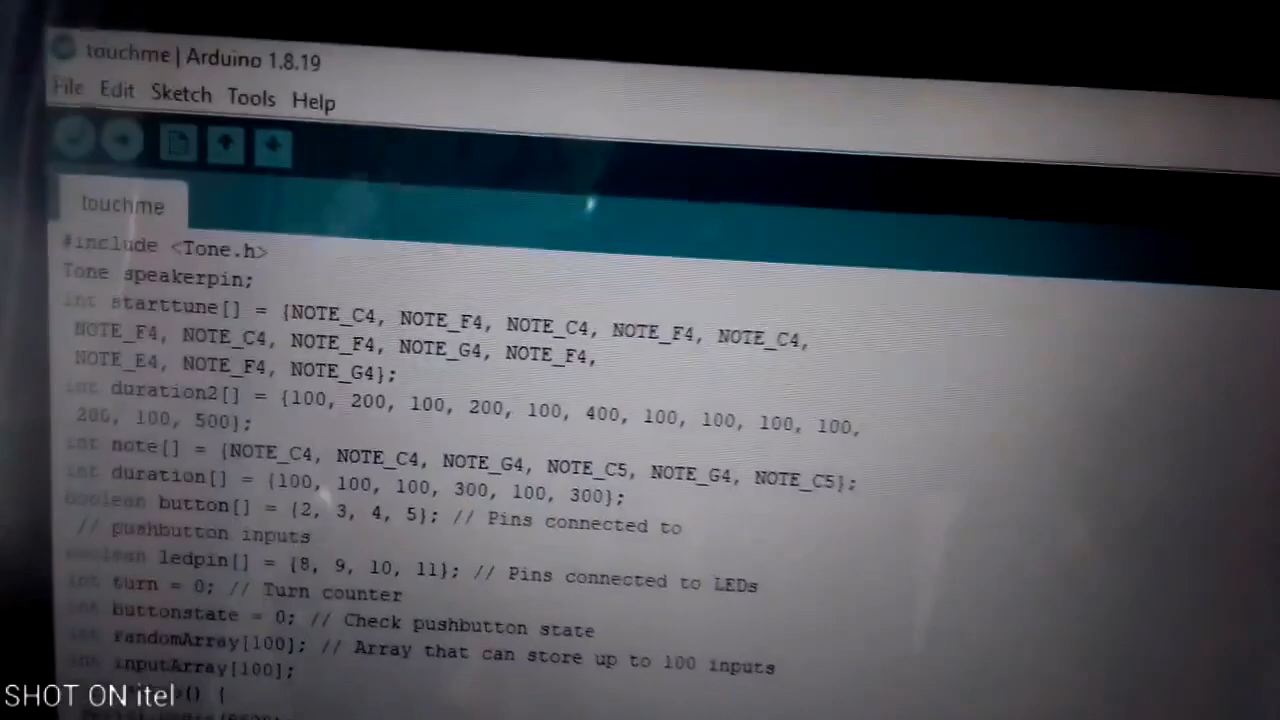 touchme | Arduino 1.8.19
File Edit Sketch Tools Help
touchme
#include <Tone.h>
Tone speakerpin;
int starttune[] = {NOTE_C4, NOTE_F4, NOTE_C4, NOTE_F4, NOTE_C4,
NOTE_F4, NOTE_C4, NOTE_F4, NOTE_G4, NOTE_F4,
NOTE_E4, NOTE_F4, NOTE_G4};
int duration2[] = {100, 200, 100, 200, 100, 400, 100, 100, 100, 100,
200, 100, 500};
int note[] = {NOTE_C4, NOTE_C4, NOTE_G4, NOTE_C5, NOTE_G4, NOTE_C5};
int duration[] = {100, 100, 100, 300, 100, 300};
boolean button[] = {2, 3, 4, 5}; // Pins connected to
// pushbutton inputs
boolean ledpin[] = {8, 9, 10, 11}; // Pins connected to LEDs
int turn = 0; // Turn counter
int buttonstate = 0; // Check pushbutton state
int randomArray[100]; // Array that can store up to 100 inputs
int inputArray[100];
() {
SHOT ON itel